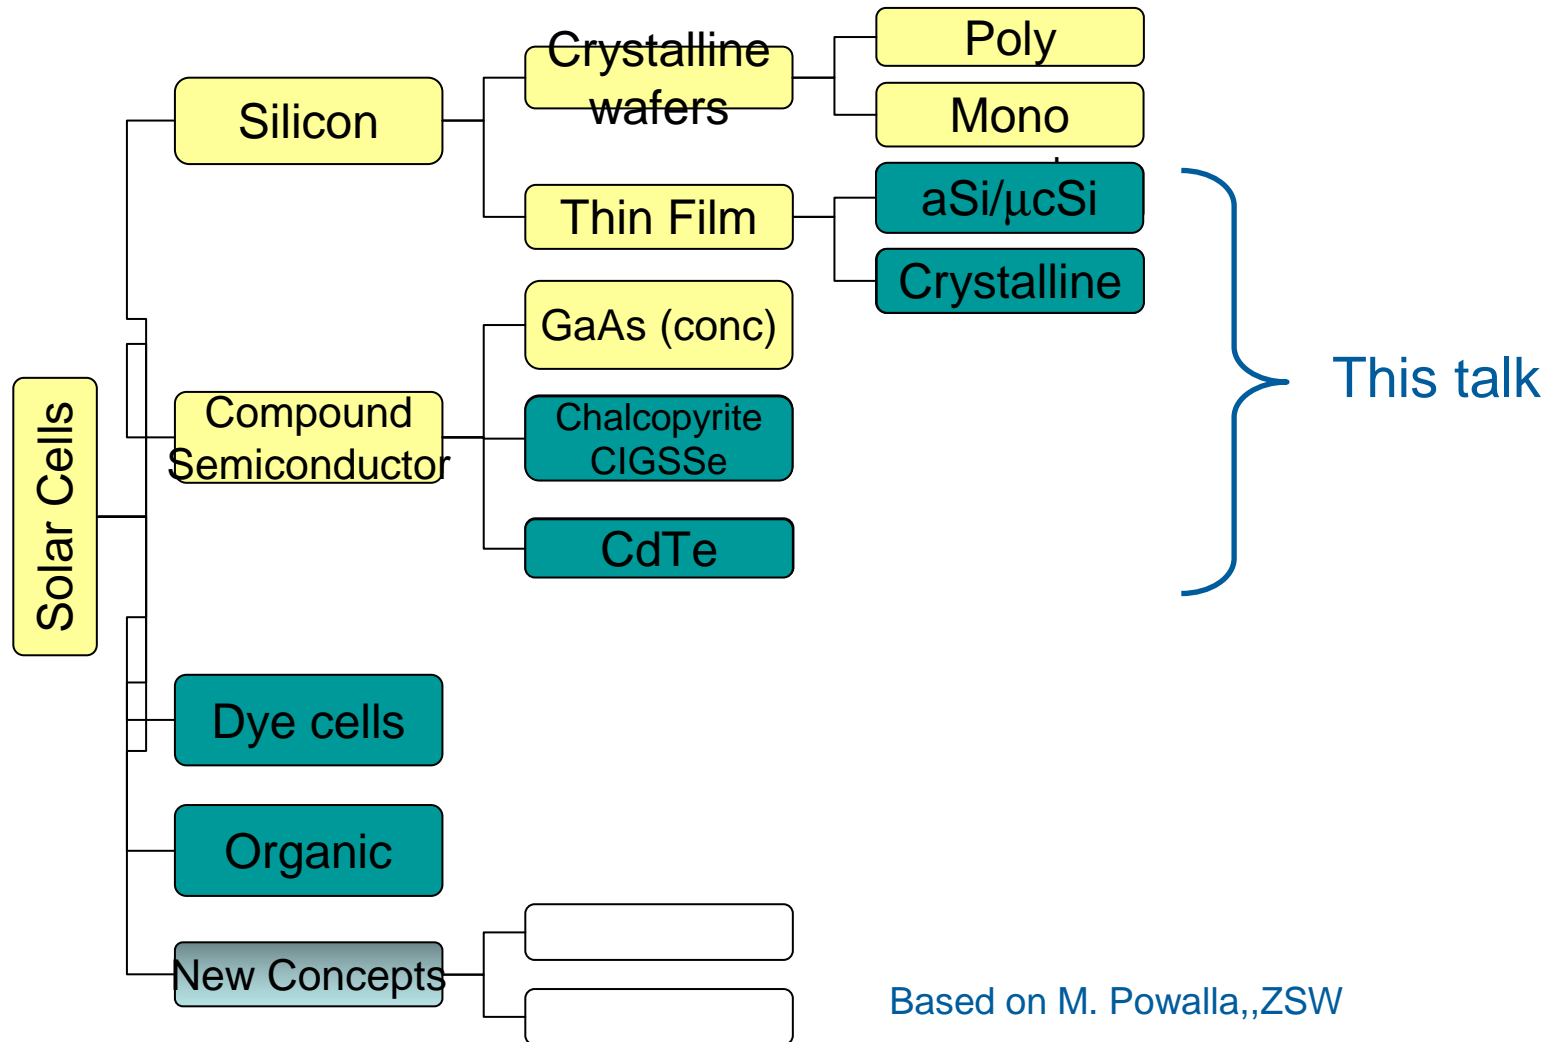 Solar Cells
Silicon
Crystalline
wafers
Poly
Mono
Thin Film
aSi/μcSi
Crystalline
Compound
Semiconductor
GaAs (conc)
Chalcopyrite
CIGSSe
CdTe
This talk
Dye cells
Organic
New Concepts
Based on M. Powalla,,ZSW